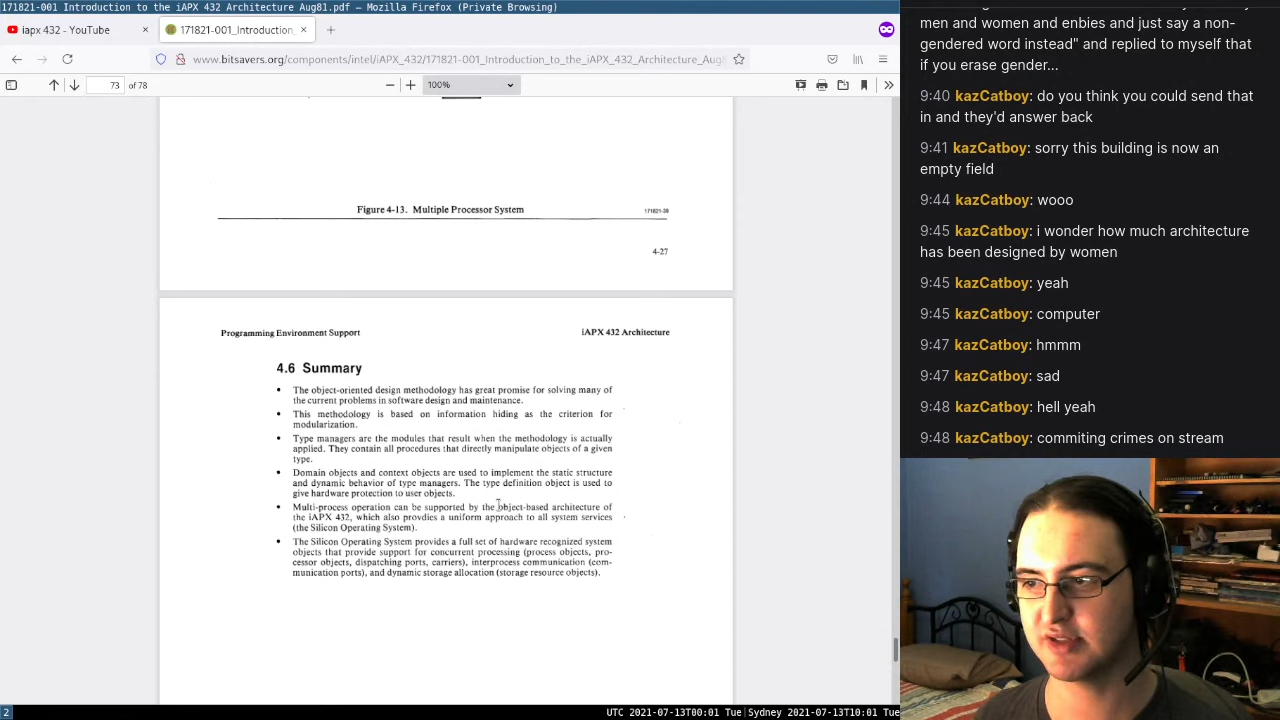 171821-001 Introduction to the iAPX 432 Architecture Aug81.pdf – Mozilla Firefox (Private Browsing)
iapx 432 - YouTube
171821-001_Introduction_
www.bitsavers.org/components/intel/iAPX_432/171821-001_Introduction_to_the_iAPX_432_Architecture_Aug8
73 of 78
100%
Figure 4-13. Multiple Processor System
171821-39
4-27
Programming Environment Support
iAPX 432 Architecture
4.6 Summary
• The object-oriented design methodology has great promise for solving many of
the current problems in software design and maintenance.
• This methodology is based on information hiding as the criterion for
modularization.
• Type managers are the modules that result when the methodology is actually
applied. They contain all procedures that directly manipulate objects of a given
type.
• Domain objects and context objects are used to implement the static structure
and dynamic behavior of type managers. The type definition object is used to
give hardware protection to user objects.
• Multi-process operation can be supported by the object-based architecture of
the iAPX 432, which also provdies a uniform approach to all system services
(the Silicon Operating System).
• The Silicon Operating System provides a full set of hardware recognized system
objects that provide support for concurrent processing (process objects, pro-
cessor objects, dispatching ports, carriers), interprocess communication (com-
munication ports), and dynamic storage allocation (storage resource objects).
men and women and enbies and just say a non-
gendered word instead" and replied to myself that
if you erase gender...
9:40 kazCatboy: do you think you could send that
in and they'd answer back
9:41 kazCatboy: sorry this building is now an
empty field
9:44 kazCatboy: wooo
9:45 kazCatboy: i wonder how much architecture
has been designed by women
9:45 kazCatboy: yeah
9:45 kazCatboy: computer
9:47 kazCatboy: hmmm
9:47 kazCatboy: sad
9:48 kazCatboy: hell yeah
9:48 kazCatboy: commiting crimes on stream
2
UTC 2021-07-13T00:01 Tue|Sydney 2021-07-13T10:01 Tue